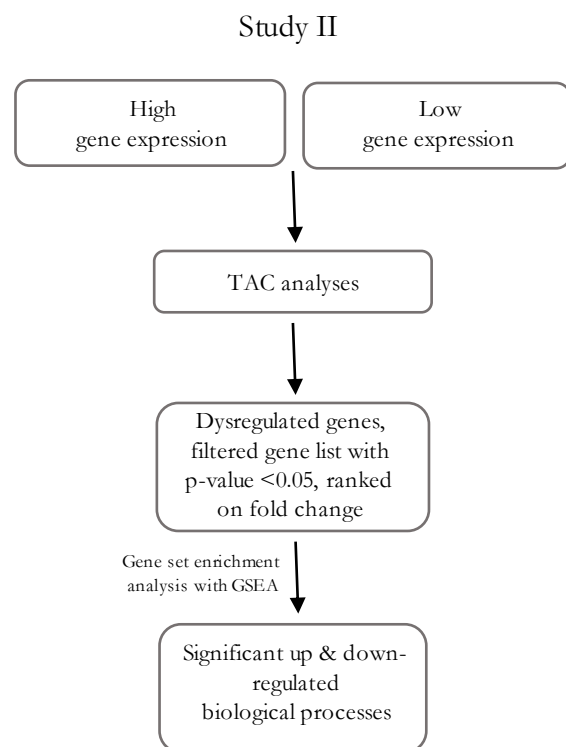 Study II
High
gene expression
Low
gene expression
TAC analyses
Dysregulated genes,
filtered gene list with
p-value <0.05, ranked
on fold change
Gene set enrichment
analysis with GSEA
Significant up & down-
regulated
biological processes